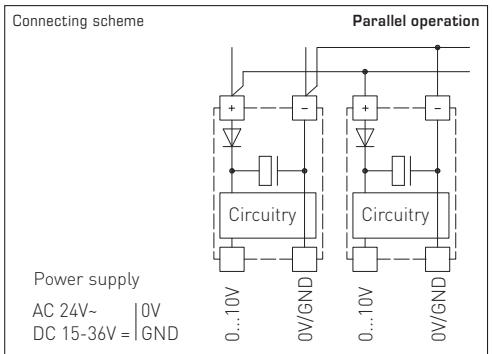 Connecting scheme
Parallel operation
+ − + −
Circuitry Circuitry
Power supply
AC 24V~ | 0V
DC 15-36V = | GND
0...10V
0V/GND
0...10V
0V/GND